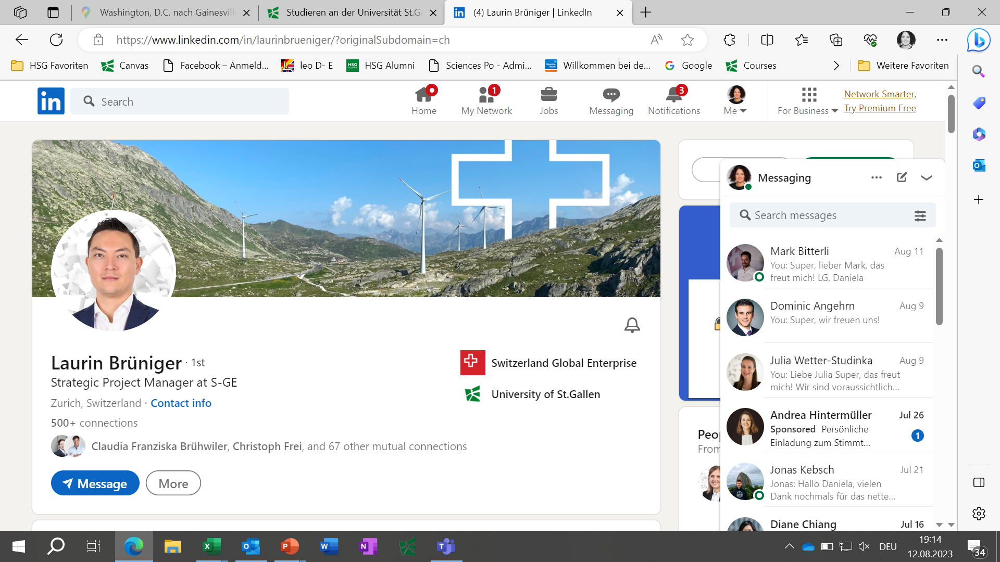 Washington, D.C. nach Gainesvill
Studieren an der Universität St.Ga
(4) Laurin Brüniger | LinkedIn
https://www.linkedin.com/in/laurinbrueniger/?originalSubdomain=ch
HSG Favoriten
Canvas
Facebook – Anmeld...
leo D- E
HSG Alumni
Sciences Po - Admi...
Willkommen bei de...
Google
Courses
Weitere Favoriten
in
Search
Home
1
My Network
Jobs
Messaging
3
Notifications
Me
For Business
Network Smarter,
Try Premium Free
Laurin Brüniger · 1st
Strategic Project Manager at S-GE
Zurich, Switzerland · Contact info
500+ connections
Claudia Franziska Brühwiler, Christoph Frei, and 67 other mutual connections
Message
More
Switzerland Global Enterprise
University of St.Gallen
Peop
From
Messaging
Search messages
Mark Bitterli Aug 11
You: Super, lieber Mark, das
freut mich! LG, Daniela
Dominic Angehrn Aug 9
You: Super, wir freuen uns!
Julia Wetter-Studinka Aug 9
You: Liebe Julia Super, das freut
mich! Wir sind voraussichtlich...
Andrea Hintermüller Jul 26
Sponsored Persönliche
Einladung zum Stimmt...
1
Jonas Kebsch Jul 21
Jonas: Hallo Daniela, vielen
Dank nochmals für das nette...
Diane Chiang Jul 16
DEU
19:14
12.08.2023
34